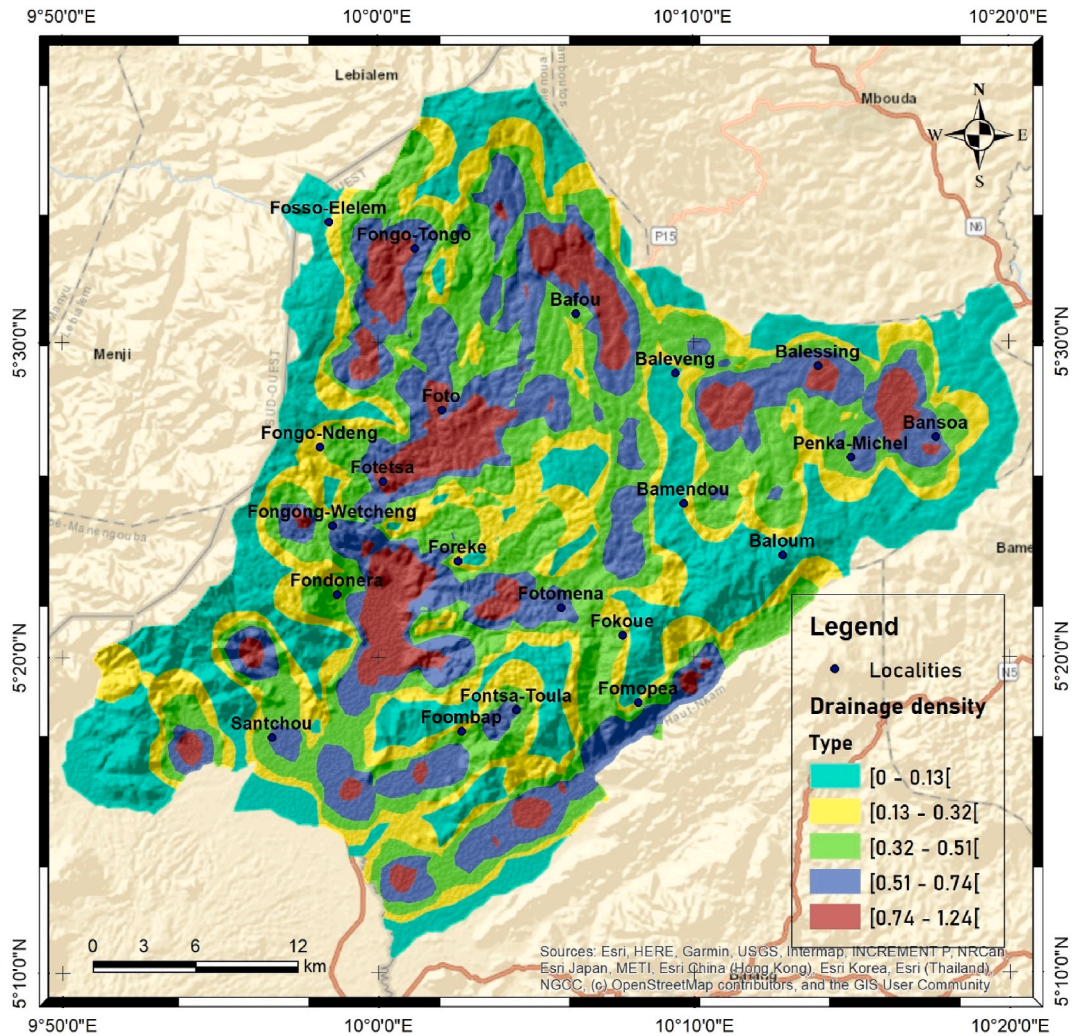 9°50'0"E
10°0'0"E
10°10'0"E
10°20'0"E
Lebialem
Mbouda
N
W
E
S
OUEST
Fosso-Elelem
Fongo-Tongo
P15
N6
Bafou
5°30'0"N
5°30'0"N
Menji
Lebialem
Baleveng
Balessing
SUD-OUEST
Foto
Fongo-Ndeng
Bansoa
Penka-Michel
Fotetsa
Bamendou
Fongong-Wetcheng
Foreke
Baloum
Bame
Fondonera
Fotomena
Fokoue
5°20'0"N
5°20'0"N
N5
Fontsa-Toula
Fomopea
Haut-Nkam
Santchou
Foombap
Legend
Localities
Drainage density
Type
[0 - 0.13[
[0.13 - 0.32[
[0.32 - 0.51[
[0.51 - 0.74[
[0.74 - 1.24[
0 3 6 12
km
Sources: Esri, HERE, Garmin, USGS, Intermap, INCREMENT P, NRCan,
Esri Japan, METI, Esri China (Hong Kong), Esri Korea, Esri (Thailand),
NGCC, (c) OpenStreetMap contributors, and the GIS User Community
5°10'0"N
5°10'0"N
9°50'0"E
10°0'0"E
10°10'0"E
10°20'0"E